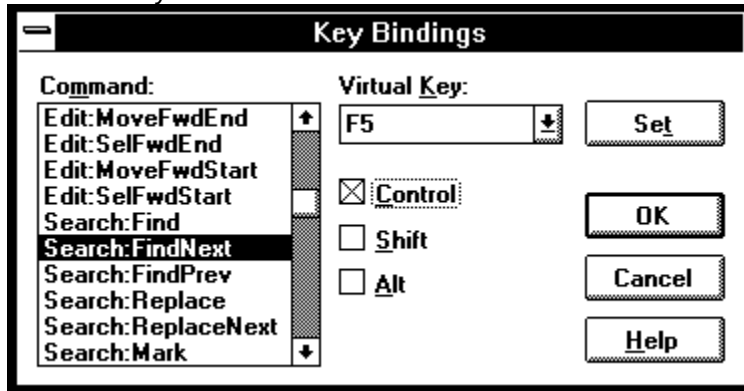 Key Bindings
Command:
Edit:MoveFwdEnd
Edit:SelFwdEnd
Edit:MoveFwdStart
Edit:SelFwdStart
Search:Find
Search:FindNext
Search:FindPrev
Search:Replace
Search:ReplaceNext
Search:Mark
Virtual Key:
F5
Control
Shift
Alt
Set
OK
Cancel
Help